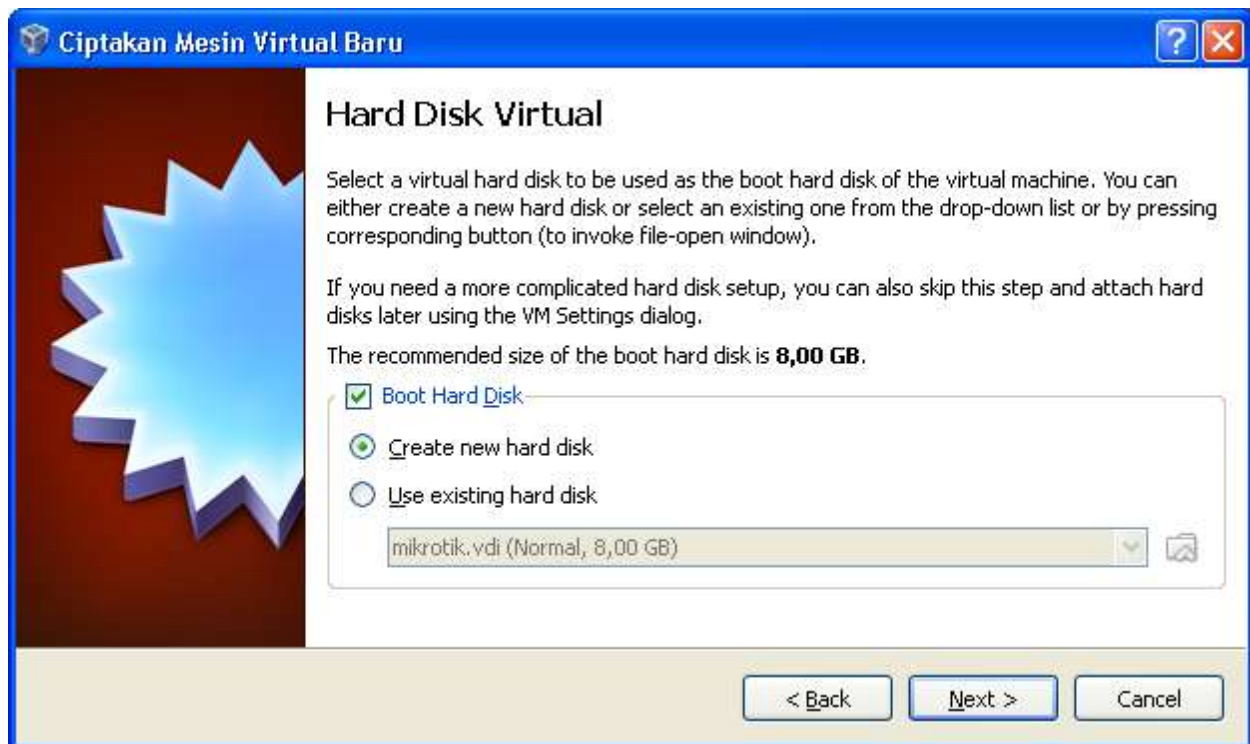 Ciptakan Mesin Virtual Baru
Hard Disk Virtual
Select a virtual hard disk to be used as the boot hard disk of the virtual machine. You can
either create a new hard disk or select an existing one from the drop-down list or by pressing
corresponding button (to invoke file-open window).
If you need a more complicated hard disk setup, you can also skip this step and attach hard
disks later using the VM Settings dialog.
The recommended size of the boot hard disk is 8,00 GB.
Boot Hard Disk
Create new hard disk
Use existing hard disk
mikrotik.vdi (Normal, 8,00 GB)
< Back Next > Cancel